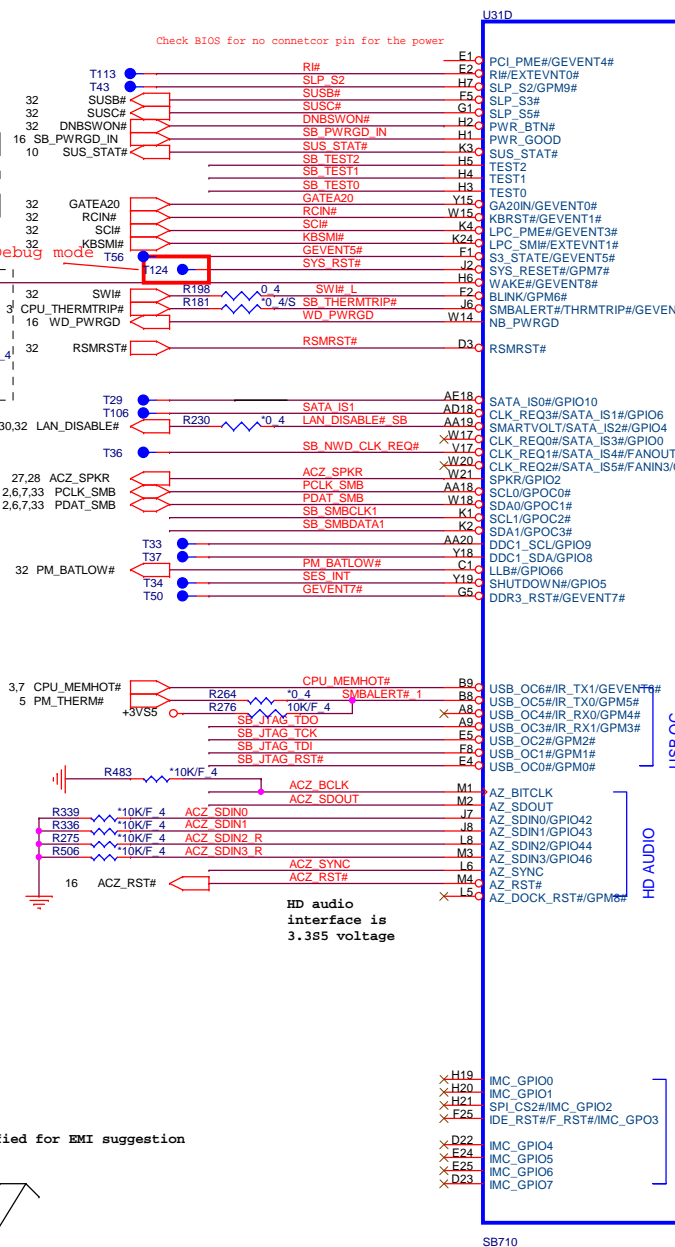 U31D
Check BIOS for no connetcor pin for the power
E1 PCI_PME#/GEVENT4#
T113 RI# E2 RI#/EXTEVNT0#
T43 SLP_S2 H7 SLP_S2/GPM9#
32 SUSB# SUSB# F5 SLP_S3#
32 SUSC# SUSC# G1 SLP_S5#
32 DNBSWON# DNBSWON# H2 PWR_BTN#
16 SB_PWRGD_IN SB_PWRGD_IN H1 PWR_GOOD
10 SUS_STAT# SUS_STAT# K3 SUS_STAT#
SB_TEST2 H5 TEST2
SB_TEST1 H4 TEST1
SB_TEST0 H3 TEST0
32 GATEA20 GATEA20 Y15 GA20IN/GEVENT0#
32 RCIN# RCIN# W15 KBRST#/GEVENT1#
32 SCI# SCI# K4 LPC_PME#/GEVENT3#
32 KBSMI# KBSMI# K24 LPC_SMI#/EXTEVNT1#
Debug mode T56 GEVENT5# F1 S3_STATE/GEVENT5#
T124 SYS_RST# J2 SYS_RESET#/GPM7#
H6 WAKE#/GEVENT8#
32 SWI# R198 0_4 SWI#_L F2 BLINK/GPM6#
3 CPU_THERMTRIP# R181 *0_4/S SB_THERMTRIP# J6 SMBALERT#/THRMTRIP#/GEVEN
16 WD_PWRGD WD_PWRGD W14 NB_PWRGD
32 RSMRST# RSMRST# D3 RSMRST#
_4
T29 AE18 SATA_IS0#/GPIO10
T106 SATA_IS1 AD18 CLK_REQ3#/SATA_IS1#/GPIO6
30,32 LAN_DISABLE# R230 *0_4 LAN_DISABLE#_SB AA19 SMARTVOLT/SATA_IS2#/GPIO4
W17 CLK_REQ0#/SATA_IS3#/GPIO0
T36 SB_NWD_CLK_REQ# V17 CLK_REQ1#/SATA_IS4#/FANOUT
W20 CLK_REQ2#/SATA_IS5#/FANIN3/
27,28 ACZ_SPKR ACZ_SPKR W21 SPKR/GPIO2
2,6,7,33 PCLK_SMB PCLK_SMB AA18 SCL0/GPOC0#
2,6,7,33 PDAT_SMB PDAT_SMB W18 SDA0/GPOC1#
SB_SMBCLK1 K1 SCL1/GPOC2#
SB_SMBDATA1 K2 SDA1/GPOC3#
T33 AA20 DDC1_SCL/GPIO9
T37 Y18 DDC1_SDA/GPIO8
32 PM_BATLOW# PM_BATLOW# C1 LLB#/GPIO66
T34 SES_INT Y19 SHUTDOWN#/GPIO5
T50 GEVENT7# G5 DDR3_RST#/GEVENT7#
3,7 CPU_MEMHOT# CPU_MEMHOT# B9 USB_OC6#/IR_TX1/GEVENT6#
5 PM_THERM# R264 *0_4 SMBALERT#_1 B8 USB_OC5#/IR_TX0/GPM5#
+3VS5 R276 10K/F_4 A8 USB_OC4#/IR_RX0/GPM4#
SB_JTAG_TDO A9 USB_OC3#/IR_RX1/GPM3#
SB_JTAG_TCK E5 USB_OC2#/GPM2#
SB_JTAG_TDI F8 USB_OC1#/GPM1#
SB_JTAG_RST# E4 USB_OC0#/GPM0#
USB OC
R483 *10K/F_4 ACZ_BCLK M1 AZ_BITCLK
ACZ_SDOUT M2 AZ_SDOUT
R339 *10K/F_4 ACZ_SDIN0 J7 AZ_SDIN0/GPIO42
R336 *10K/F_4 ACZ_SDIN1 J8 AZ_SDIN1/GPIO43
R275 *10K/F_4 ACZ_SDIN2_R L8 AZ_SDIN2/GPIO44
R506 *10K/F_4 ACZ_SDIN3_R M3 AZ_SDIN3/GPIO46
ACZ_SYNC L6 AZ_SYNC
16 ACZ_RST# ACZ_RST# M4 AZ_RST#
L5 AZ_DOCK_RST#/GPM8#
HD AUDIO
HD audio
interface is
3.3S5 voltage
H19 IMC_GPIO0
H20 IMC_GPIO1
H21 SPI_CS2#/IMC_GPIO2
F25 IDE_RST#/F_RST#/IMC_GPO3
fied for EMI suggestion
D22 IMC_GPIO4
E24 IMC_GPIO5
E25 IMC_GPIO6
D23 IMC_GPIO7
SB710